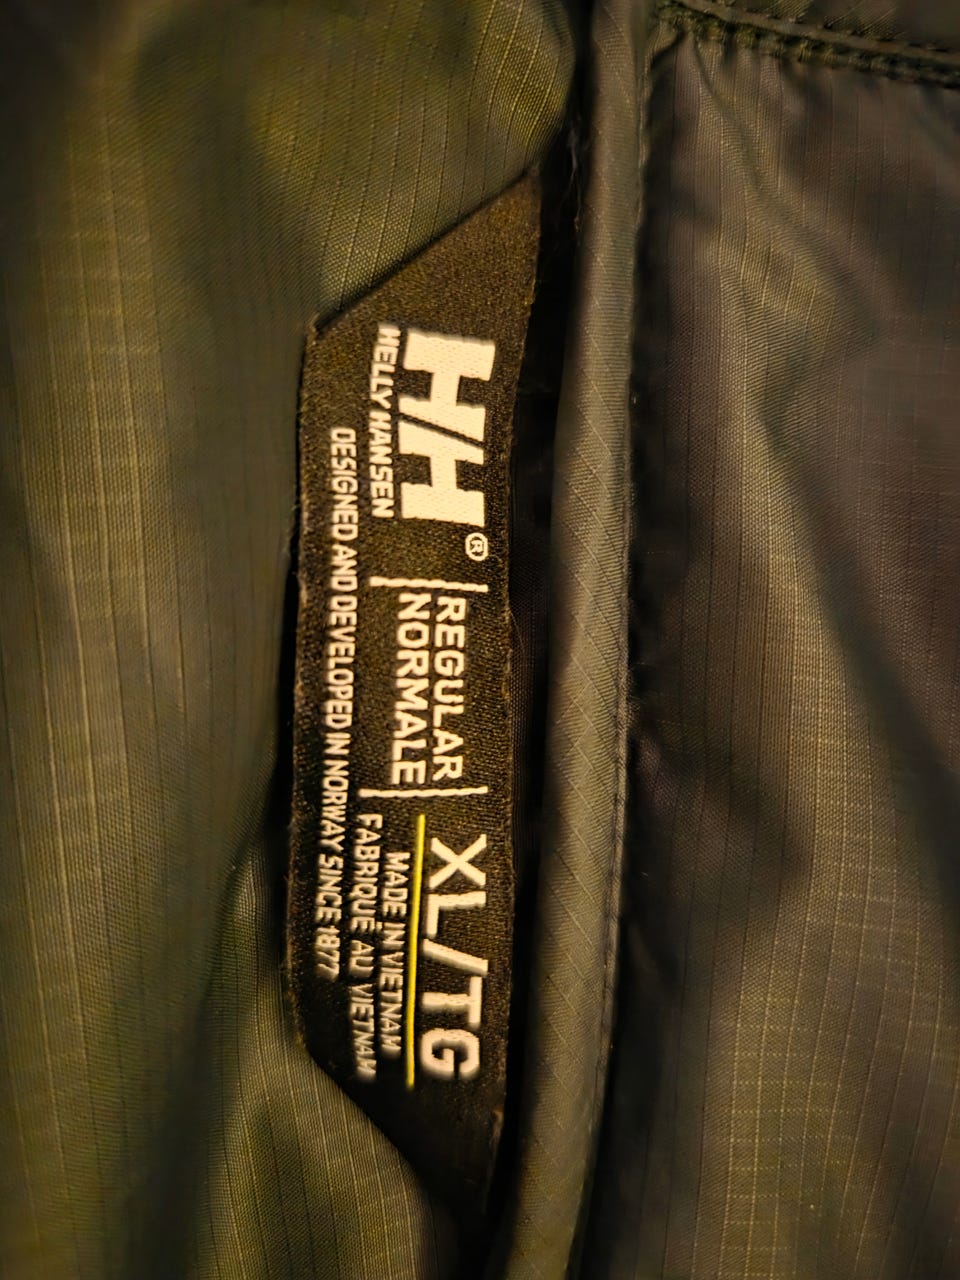 HH®
HELLY HANSEN
REGULAR
NORMALE
XL/TG
MADE IN VIETNAM
FABRIQUÉ AU VIETNAM
DESIGNED AND DEVELOPED IN NORWAY SINCE 1877